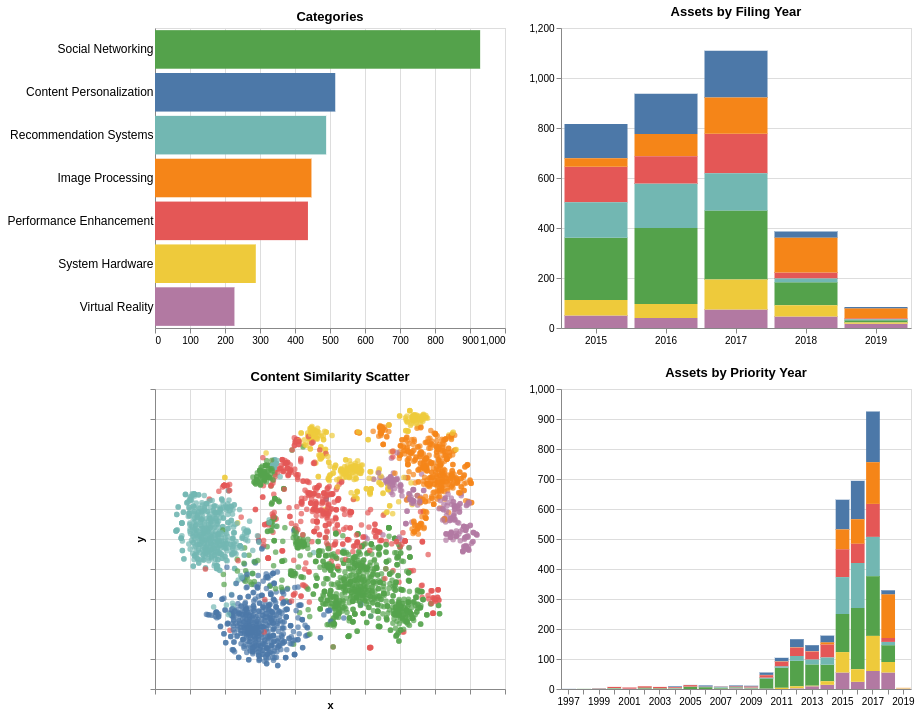 Categories
Social Networking
Content Personalization
Recommendation Systems
Image Processing
Performance Enhancement
System Hardware
Virtual Reality
0 100 200 300 400 500 600 700 800 900 1,000
Assets by Filing Year
1,200
1,000
800
600
400
200
0
2015 2016 2017 2018 2019
Content Similarity Scatter
y
x
Assets by Priority Year
1,000
900
800
700
600
500
400
300
200
100
0
1997 1999 2001 2003 2005 2007 2009 2011 2013 2015 2017 2019